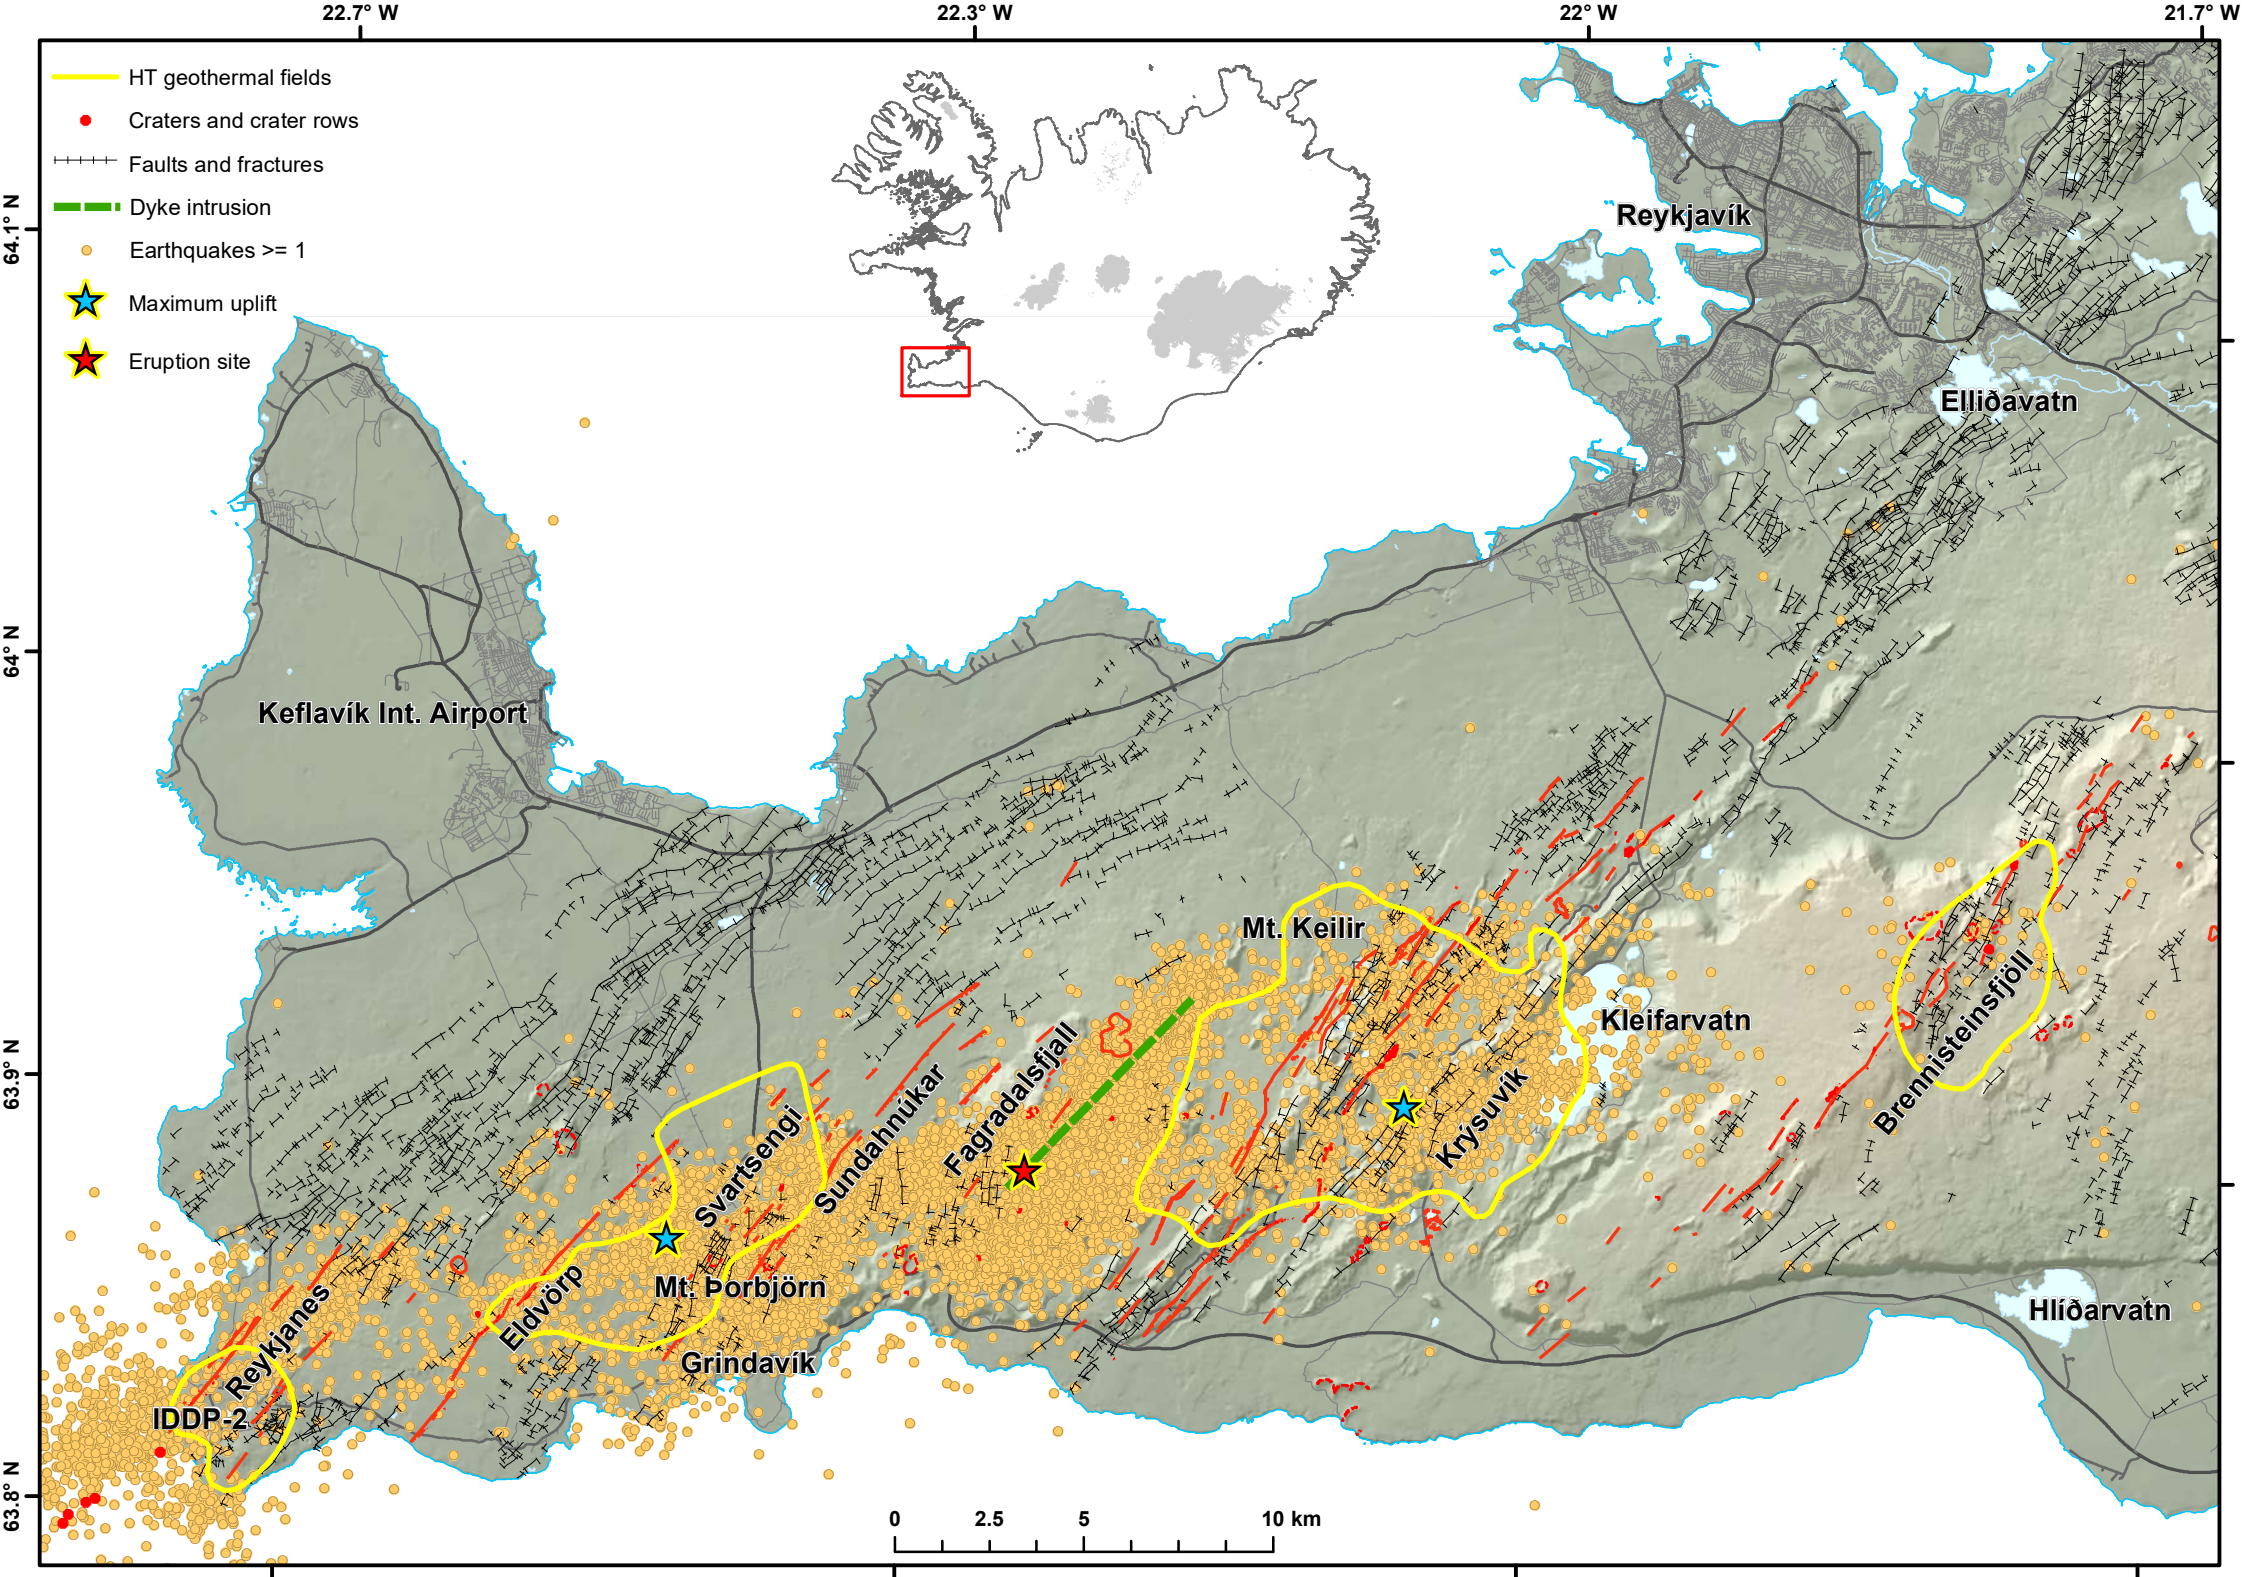 22.7° W
22.3° W
22° W
21.7° W
HT geothermal fields
Craters and crater rows
Faults and fractures
Dyke intrusion
Earthquakes >= 1
Maximum uplift
Eruption site
64.1° N
64° N
63.9° N
63.8° N
Reykjavík
Elliðavatn
Keflavík Int. Airport
Mt. Keilir
Kleifarvatn
Brennisteinsfjöll
Krýsuvík
Fagradalsfjall
Sundahnúkar
Svartsengi
Mt. Þorbjörn
Eldvörp
Grindavík
Reykjanes
IDDP-2
Hlíðarvatn
0 2.5 5 10 km